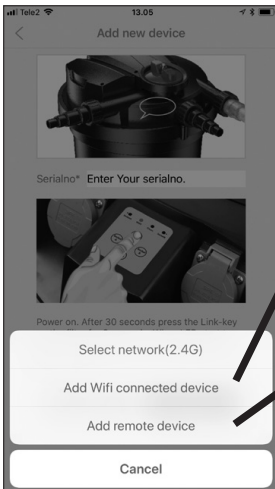 Tele2
13.05
Add new device
Serialno* Enter Your serialno.
Power on. After 30 seconds press the Link-key
Select network(2.4G)
Add Wifi connected device
Add remote device
Cancel